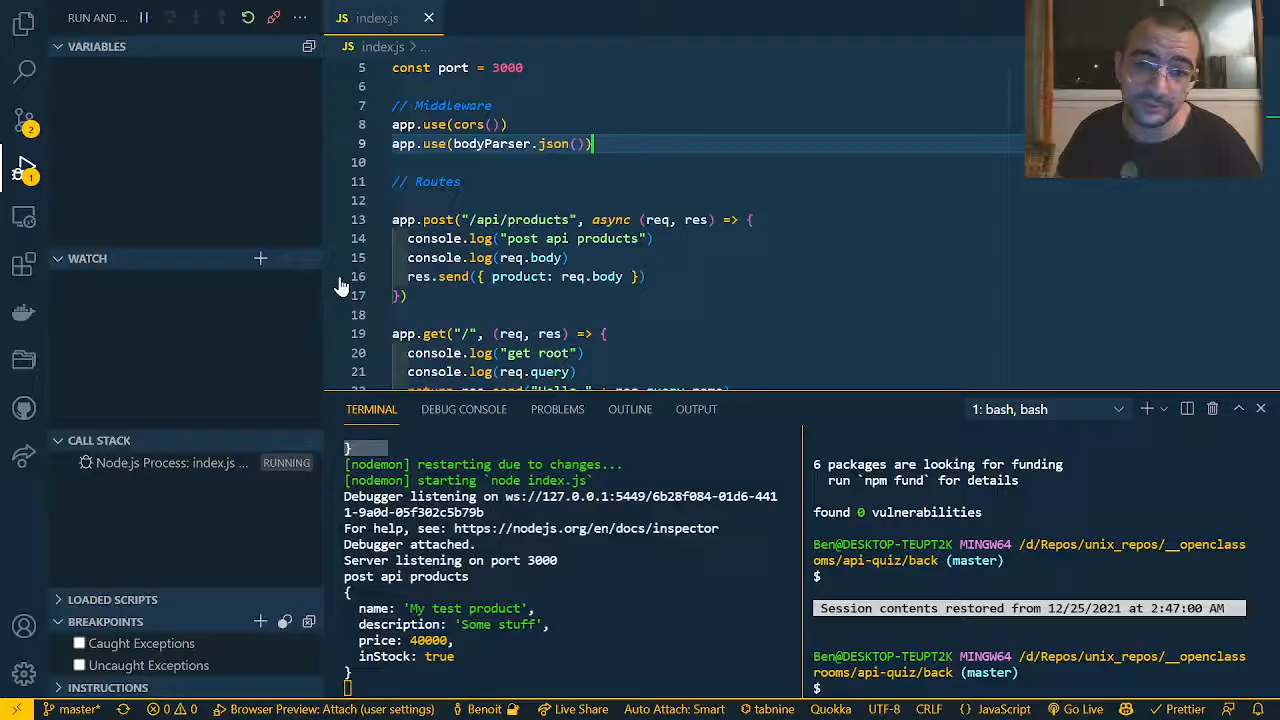 RUN AND ...
VARIABLES
WATCH
CALL STACK
Node.js Process: index.js ... RUNNING
LOADED SCRIPTS
BREAKPOINTS
Caught Exceptions
Uncaught Exceptions
INSTRUCTIONS
2
1
JS index.js
JS index.js > ...
5 const port = 3000
6
7 // Middleware
8 app.use(cors())
9 app.use(bodyParser.json())
10
11 // Routes
12
13 app.post("/api/products", async (req, res) => {
14 console.log("post api products")
15 console.log(req.body)
16 res.send({ product: req.body })
17 })
18
19 app.get("/", (req, res) => {
20 console.log("get root")
21 console.log(req.query)
22 return res.send("Hello " + req.query.name)
TERMINAL DEBUG CONSOLE PROBLEMS OUTLINE OUTPUT 1: bash, bash
}
[nodemon] restarting due to changes...
[nodemon] starting `node index.js`
Debugger listening on ws://127.0.0.1:5449/6b28f084-01d6-441
1-9a0d-05f302c5b79b
For help, see: https://nodejs.org/en/docs/inspector
Debugger attached.
Server listening on port 3000
post api products
{
name: 'My test product',
description: 'Some stuff',
price: 40000,
inStock: true
}
6 packages are looking for funding
run `npm fund` for details
found 0 vulnerabilities
Ben@DESKTOP-TEUPT2K MINGW64 /d/Repos/unix_repos/__openclass
ooms/api-quiz/back (master)
$
Session contents restored from 12/25/2021 at 2:47:00 AM
Ben@DESKTOP-TEUPT2K MINGW64 /d/Repos/unix_repos/__openclass
rooms/api-quiz/back (master)
$
master* 0 0 Browser Preview: Attach (user settings) Benoit Live Share Auto Attach: Smart tabnine Quokka UTF-8 CRLF {} JavaScript Go Live Prettier